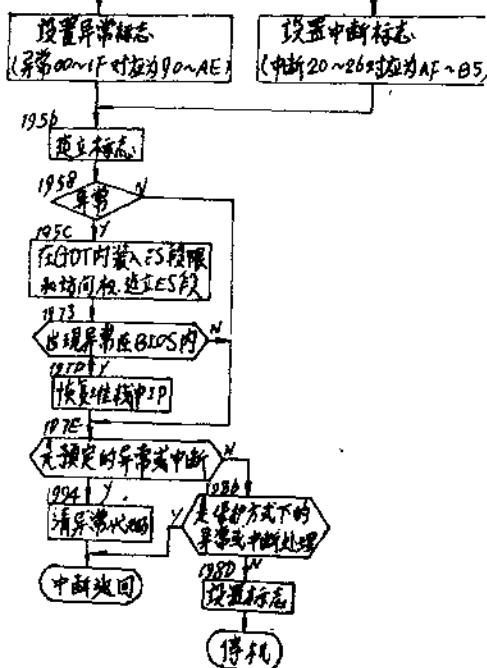 设置异常标志
(异常00~1F对应为90~AE)
设置中断标志
(中断20~26对应为AF~B5)
1956
建立标志
1958
异常
N
Y
195C
在GDT内装入ES段限
和访问权.建立ES段
1973
出现异常在BIOS内
N
Y
197D
恢复堆栈中IP
197E
是预定的异常或中断
N
Y
1994
清异常代码
中断返回
1986
是保护方式下的
异常或中断处理
Y
N
198D
设置标志
停机